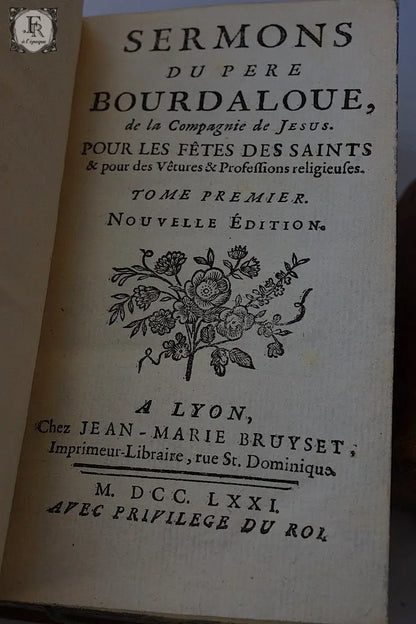 JFR
à l'époque
SERMONS
DU PERE
BOURDALOUE,
de la Compagnie de JESUS.
POUR LES FÊTES DES SAINTS
& pour des Vêtures & Profeſſions religieuſes.
TOME PREMIER.
NOUVELLE ÉDITION.
A LYON,
Chez JEAN-MARIE BRUYSET,
Imprimeur-Libraire, rue St. Dominique.
M. DCC. LXXI.
AVEC PRIVILEGE DU ROI.